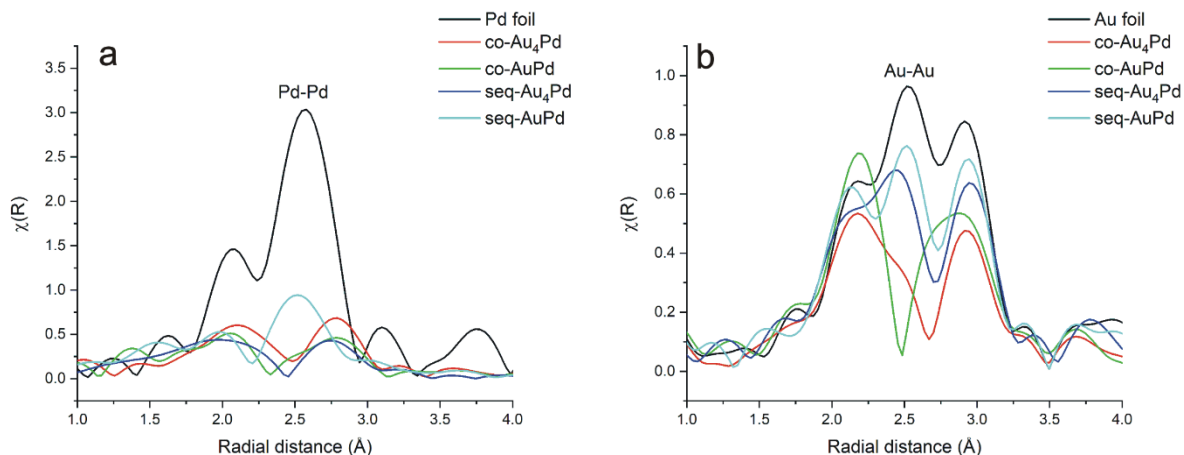 a
Pd foil
co-Au₄Pd
co-AuPd
seq-Au₄Pd
seq-AuPd
Pd-Pd
3.5
3.0
2.5
2.0
1.5
1.0
0.5
0.0
χ(R)
1.0 1.5 2.0 2.5 3.0 3.5 4.0
Radial distance (Å)
b
Au foil
co-Au₄Pd
co-AuPd
seq-Au₄Pd
seq-AuPd
Au-Au
1.0
0.8
0.6
0.4
0.2
0.0
χ(R)
1.0 1.5 2.0 2.5 3.0 3.5 4.0
Radial distance (Å)